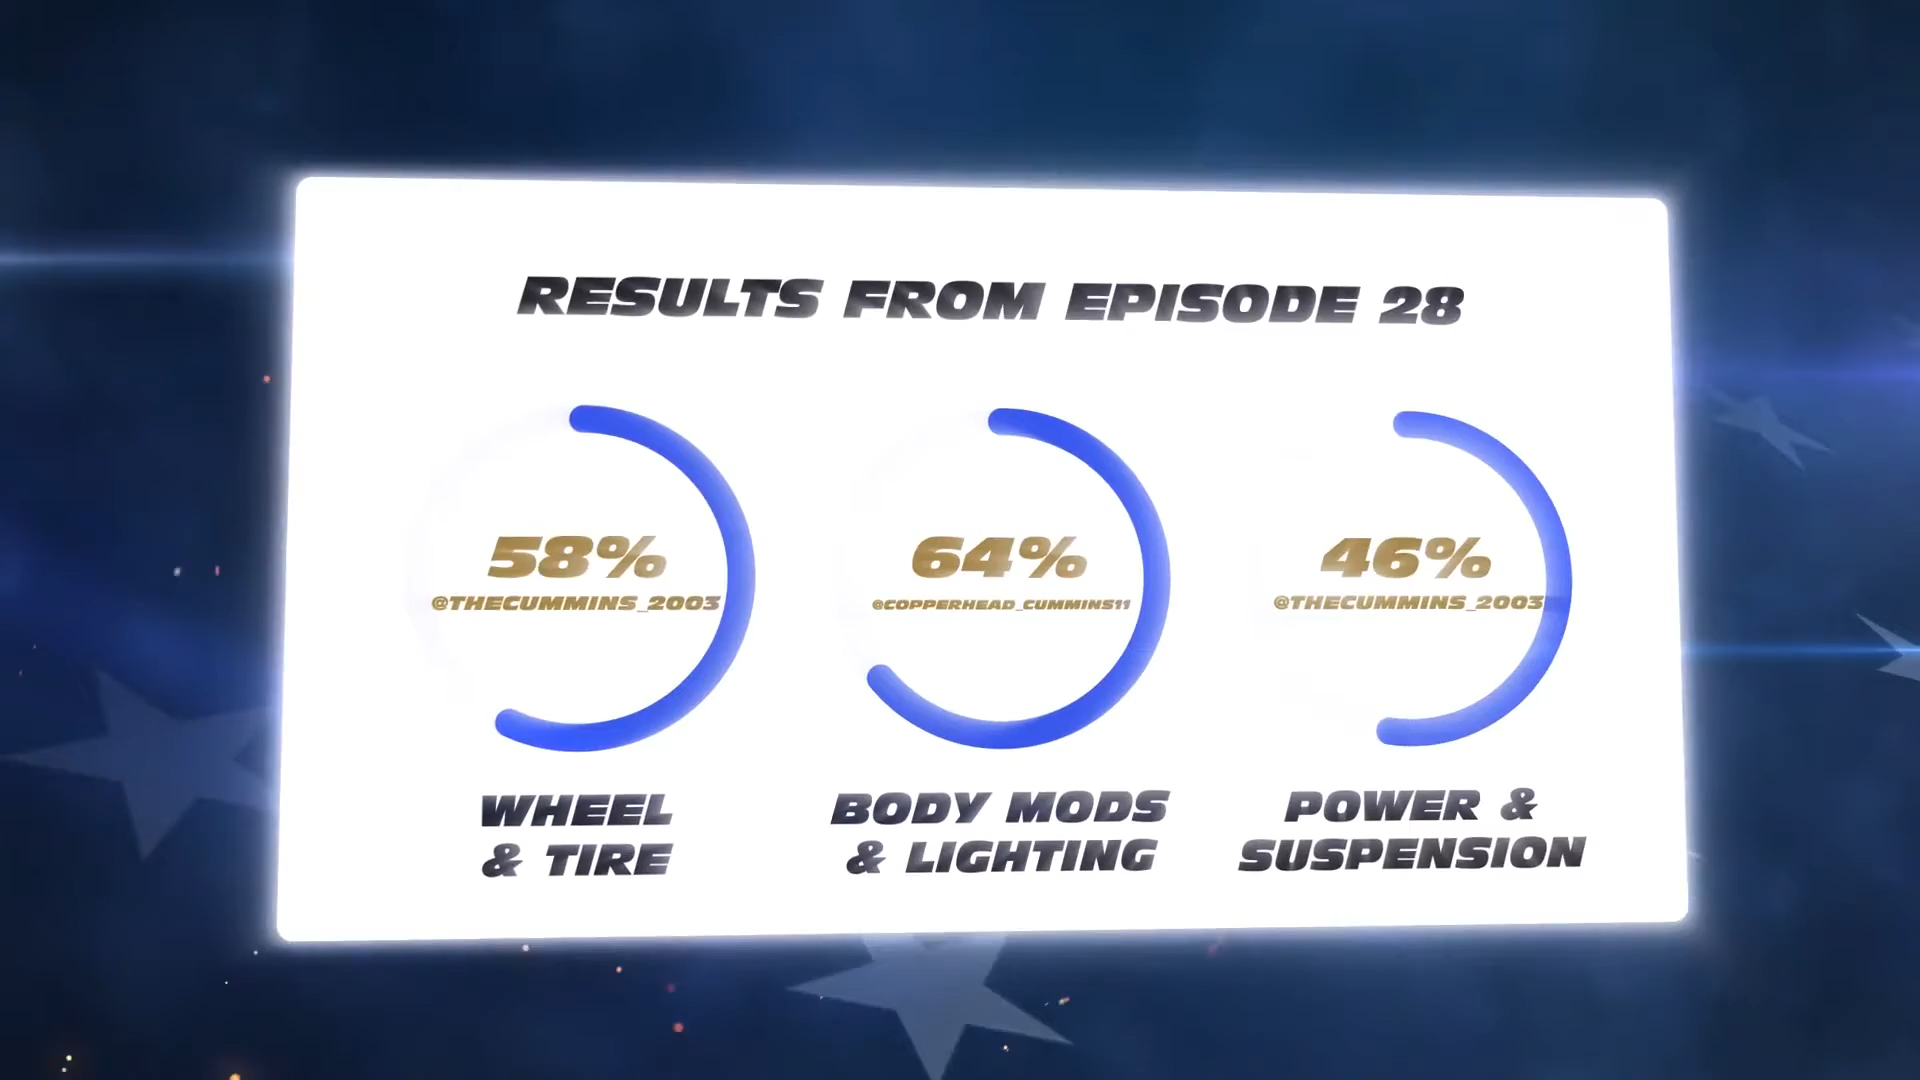 RESULTS FROM EPISODE 28
58%
@THECUMMINS_2003
WHEEL
& TIRE
64%
@COPPERHEAD_CUMMINS11
BODY MODS
& LIGHTING
46%
@THECUMMINS_2003
POWER &
SUSPENSION